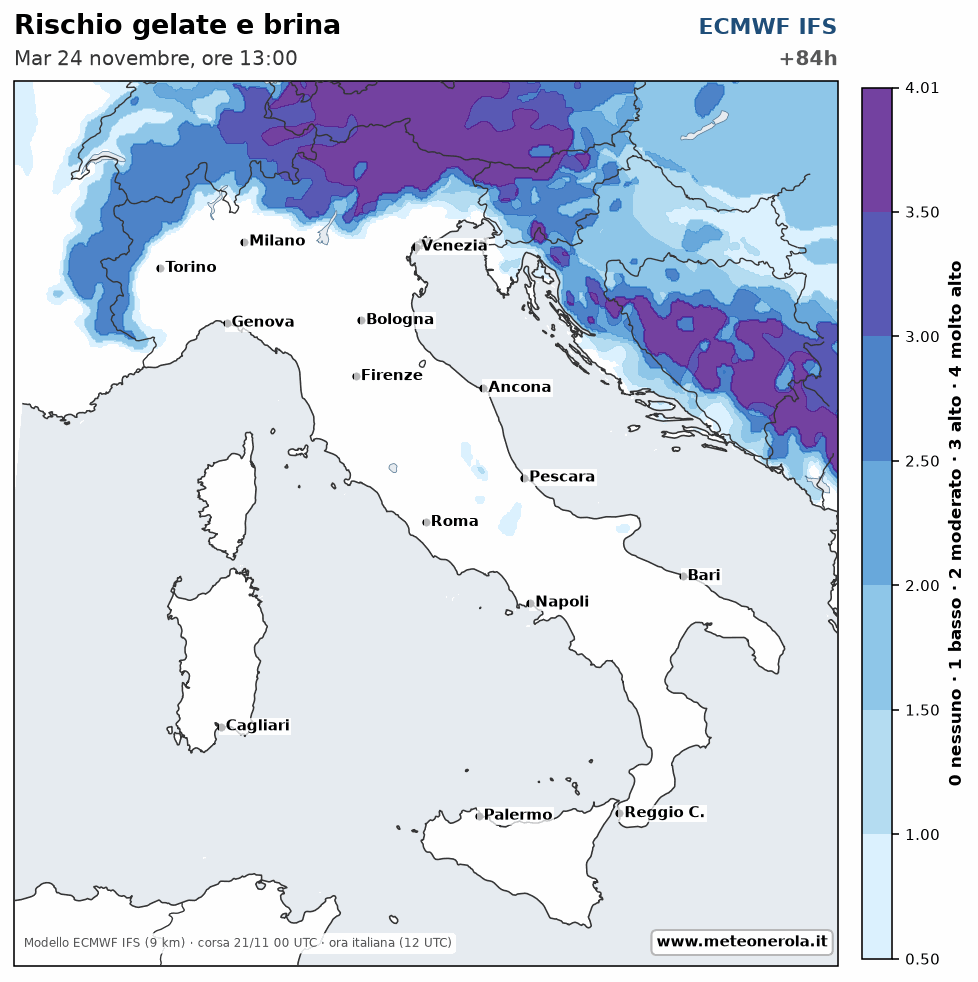 Rischio gelate e brina
ECMWF IFS
Mar 24 novembre, ore 13:00
+84h
4.01
3.50
3.00
2.50
2.00
1.50
1.00
0.50
0 nessuno · 1 basso · 2 moderato · 3 alto · 4 molto alto
Milano
Venezia
Torino
Genova
Bologna
Firenze
Ancona
Pescara
Roma
Bari
Napoli
Cagliari
Palermo
Reggio C.
Modello ECMWF IFS (9 km) · corsa 21/11 00 UTC · ora italiana (12 UTC)
www.meteonerola.it